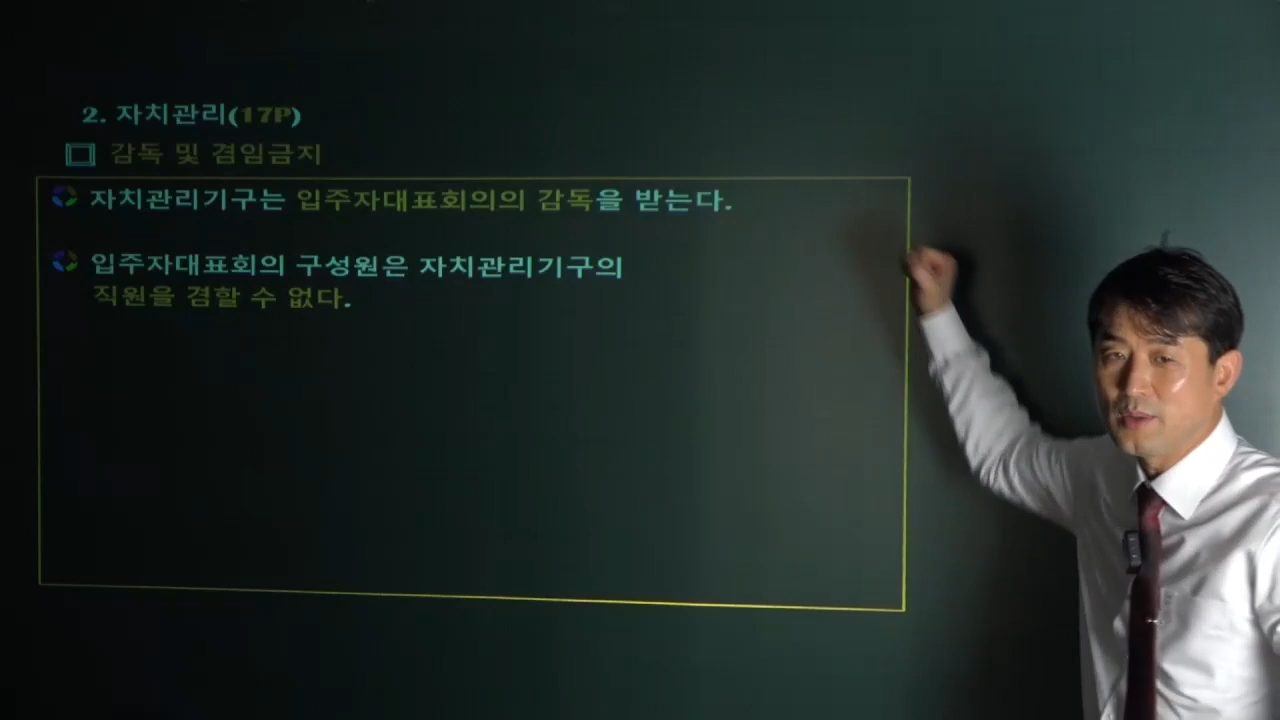 2. 자치관리(17P)
감독 및 겸임금지
자치관리기구는 입주자대표회의의 감독을 받는다.
입주자대표회의 구성원은 자치관리기구의
직원을 겸할 수 없다.